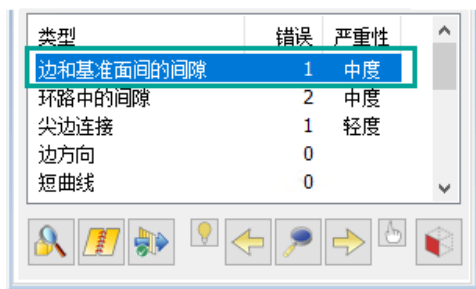 类型 错误 严重性
边和基准面间的间隙 1 中度
环路中的间隙 2 中度
尖边连接 1 轻度
边方向 0
短曲线 0